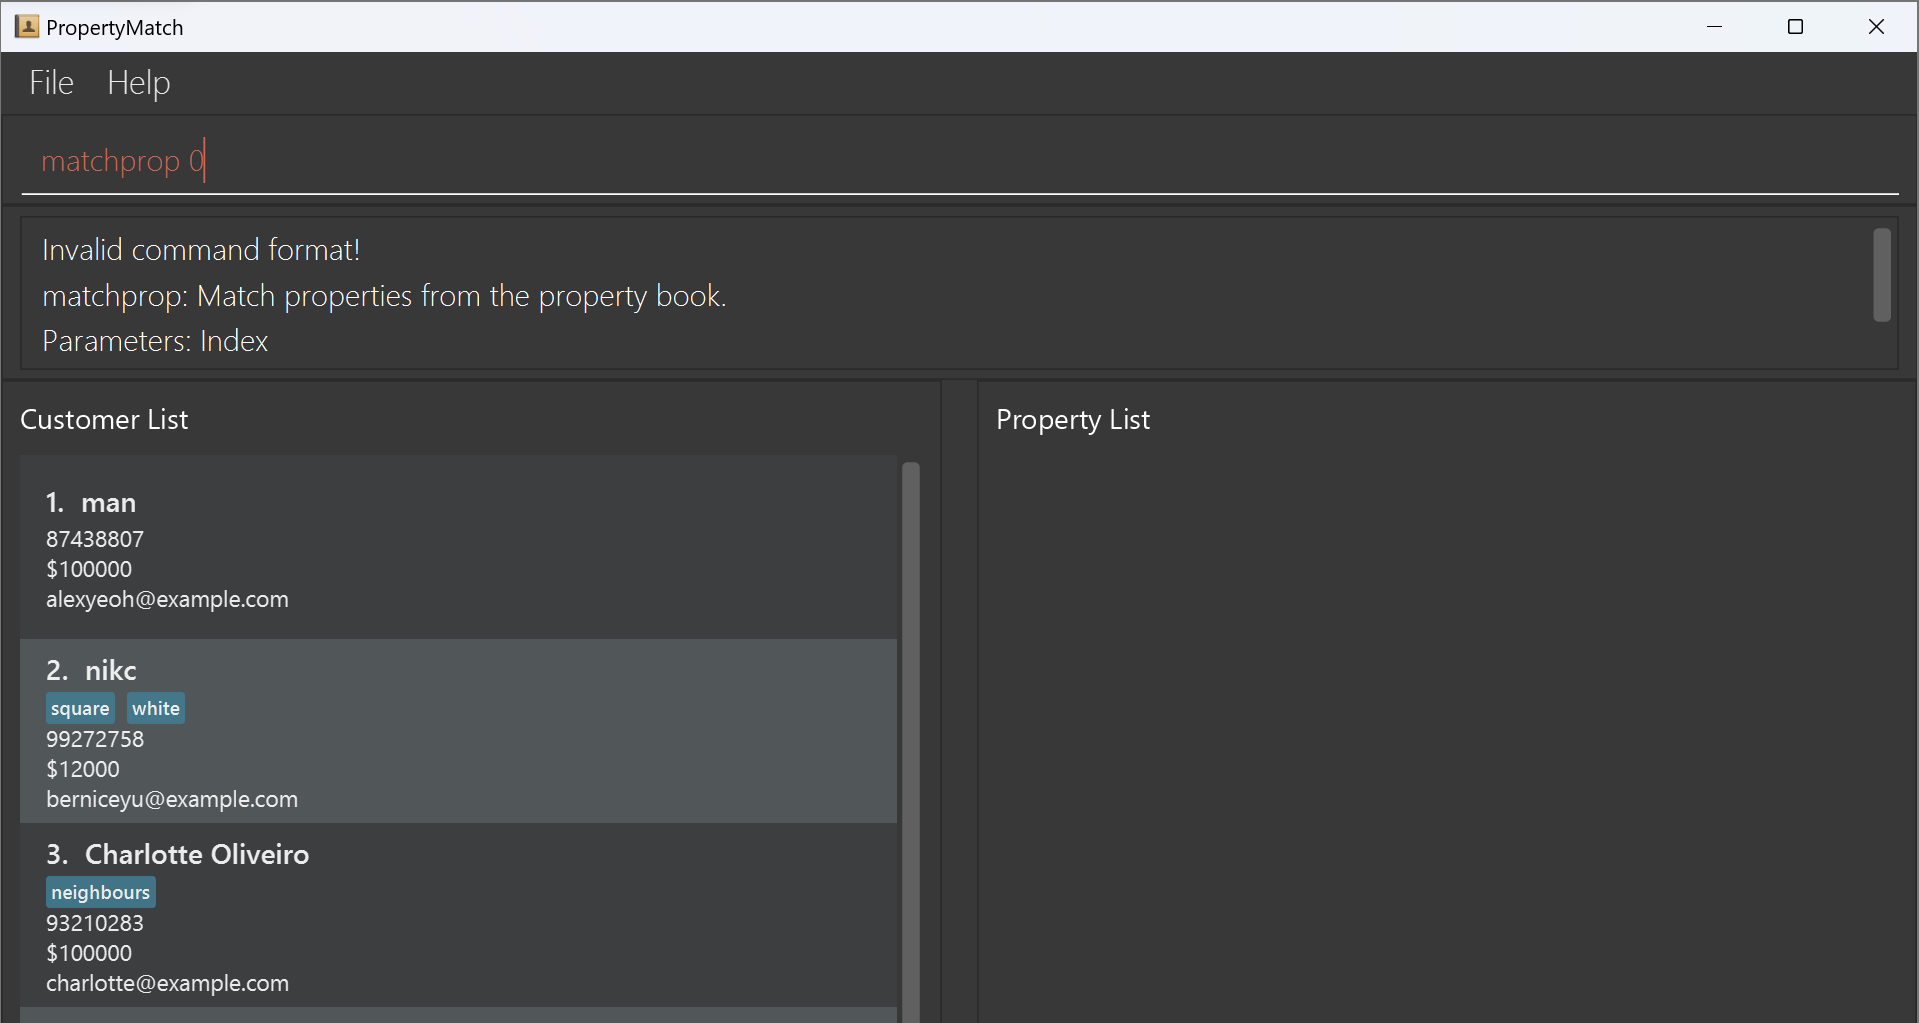 PropertyMatch
File Help
matchprop 0
Invalid command format!
matchprop: Match properties from the property book.
Parameters: Index
Customer List
1. man
87438807
$100000
alexyeoh@example.com
2. nikc
square white
99272758
$12000
berniceyu@example.com
3. Charlotte Oliveiro
neighbours
93210283
$100000
charlotte@example.com
Property List